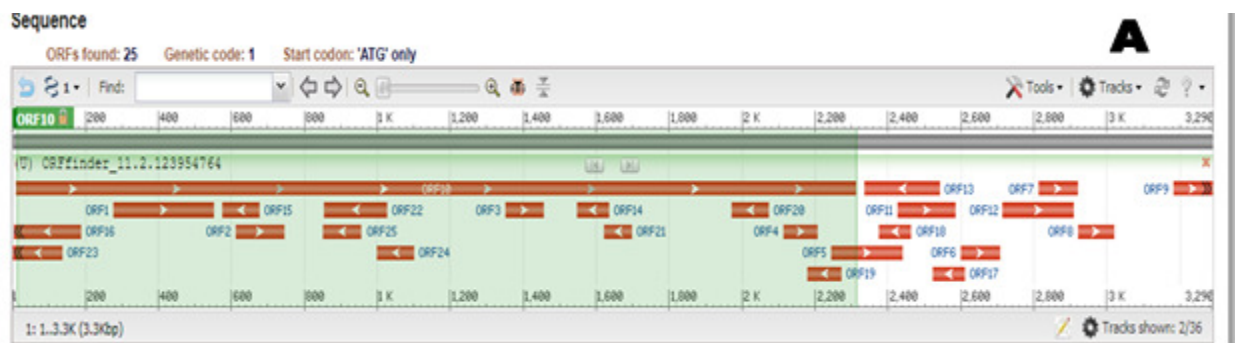 Sequence
A
ORFs found: 25 Genetic code: 1 Start codon: 'ATG' only
1 Find: Tools Tracks ?
ORF10 200 400 600 800 1 K 1,200 1,400 1,600 1,800 2 K 2,200 2,400 2,600 2,800 3 K 3,290
(U) ORFfinder_11.2.123954764 x
ORF10 ORF13 ORF7 ORF9
ORF1 ORF15 ORF22 ORF3 ORF14 ORF20 ORF11 ORF12
ORF16 ORF2 ORF25 ORF21 ORF4 ORF18 ORF8
ORF23 ORF24 ORF5 ORF6
ORF19 ORF17
1 200 400 600 800 1 K 1,200 1,400 1,600 1,800 2 K 2,200 2,400 2,600 2,800 3 K 3,290
1: 1..3.3K (3.3Kbp) Tracks shown: 2/36